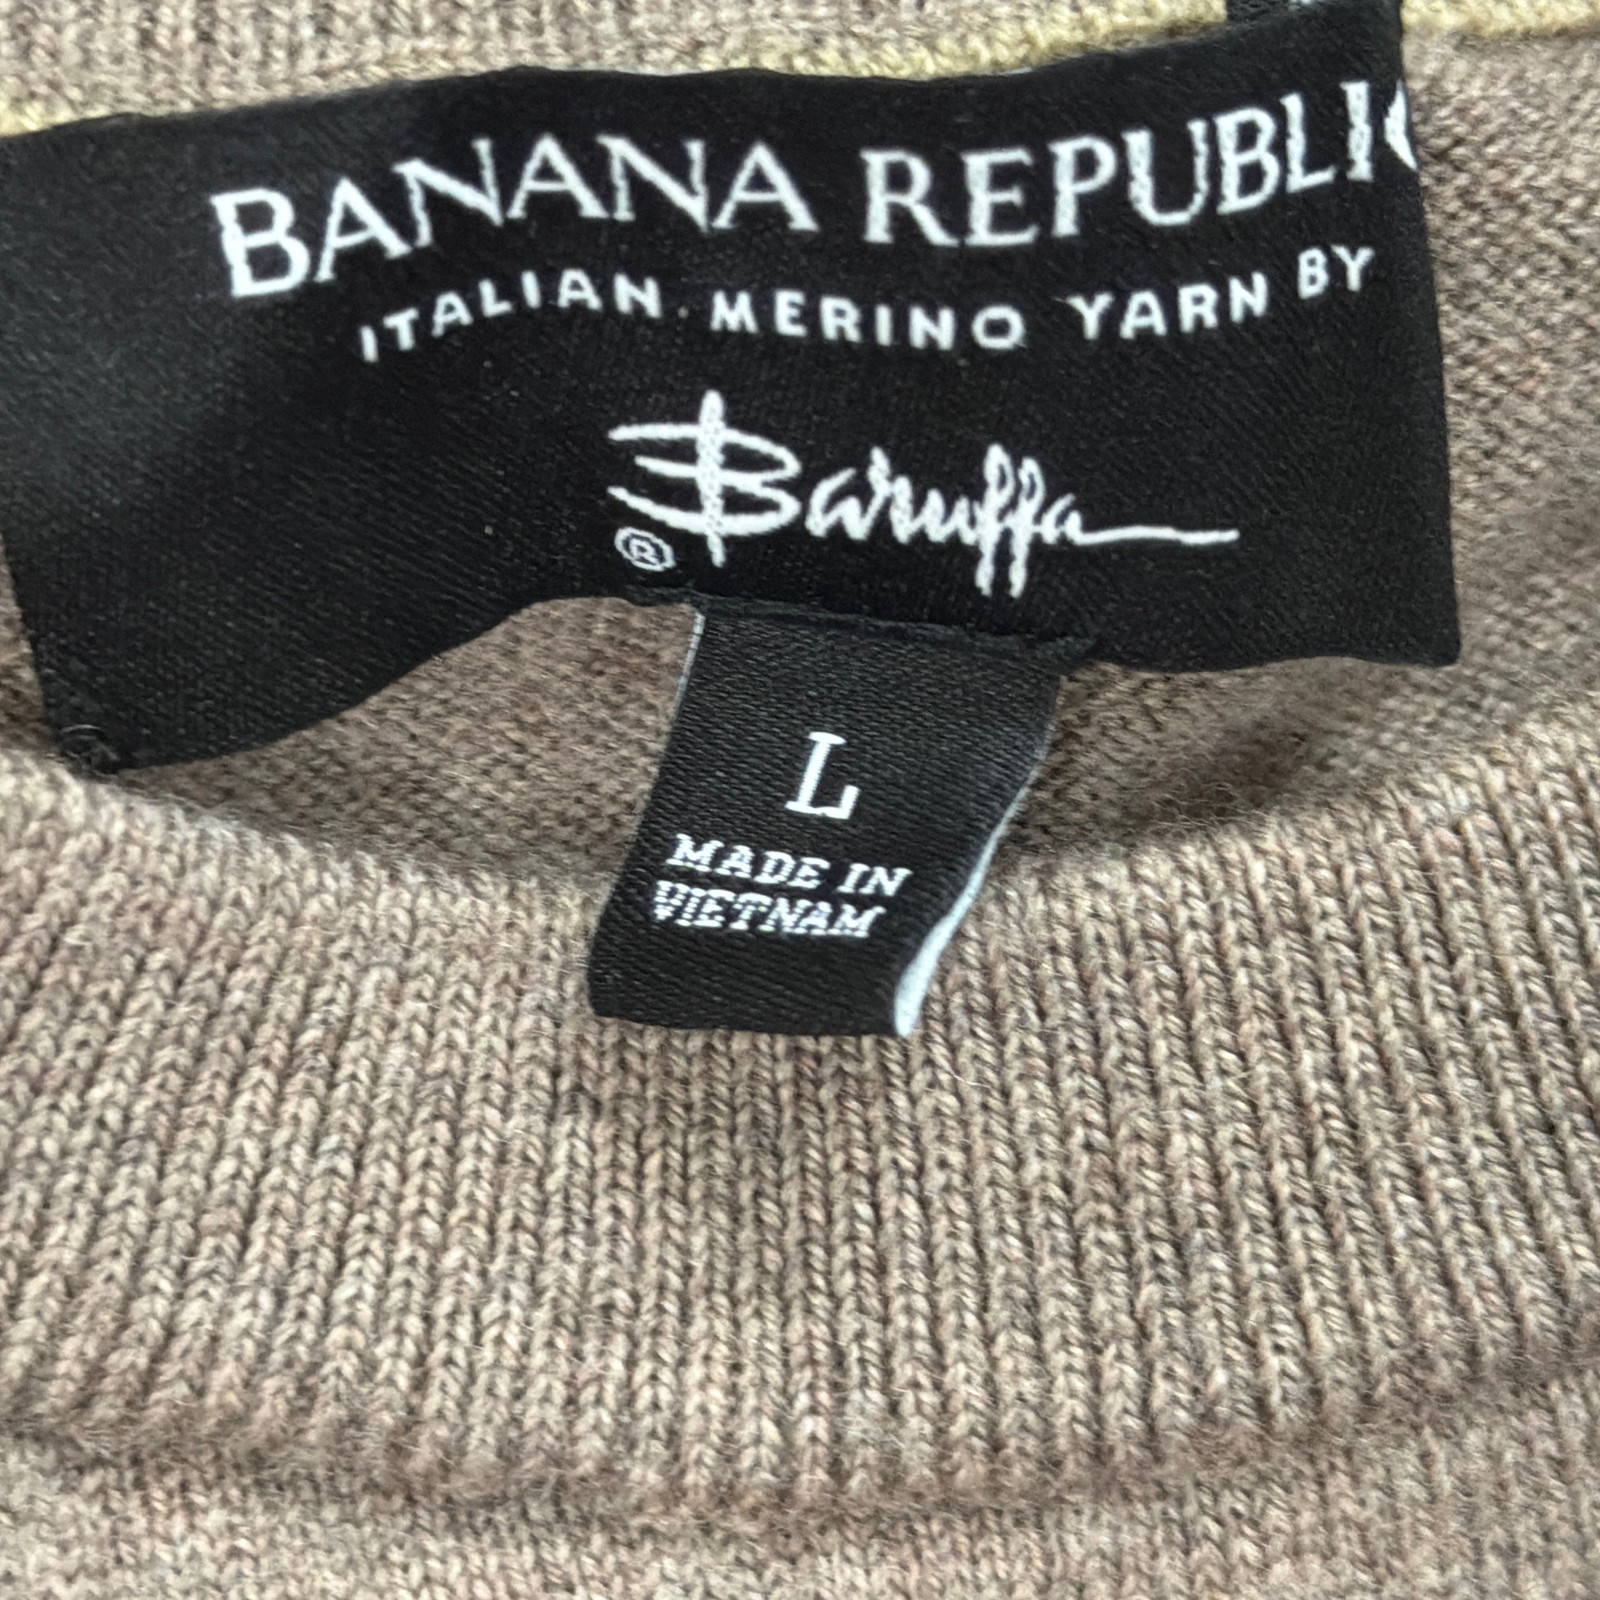 BANANA REPUBLIC
ITALIAN MERINO YARN BY
Baruffa
®
L
MADE IN
VIETNAM